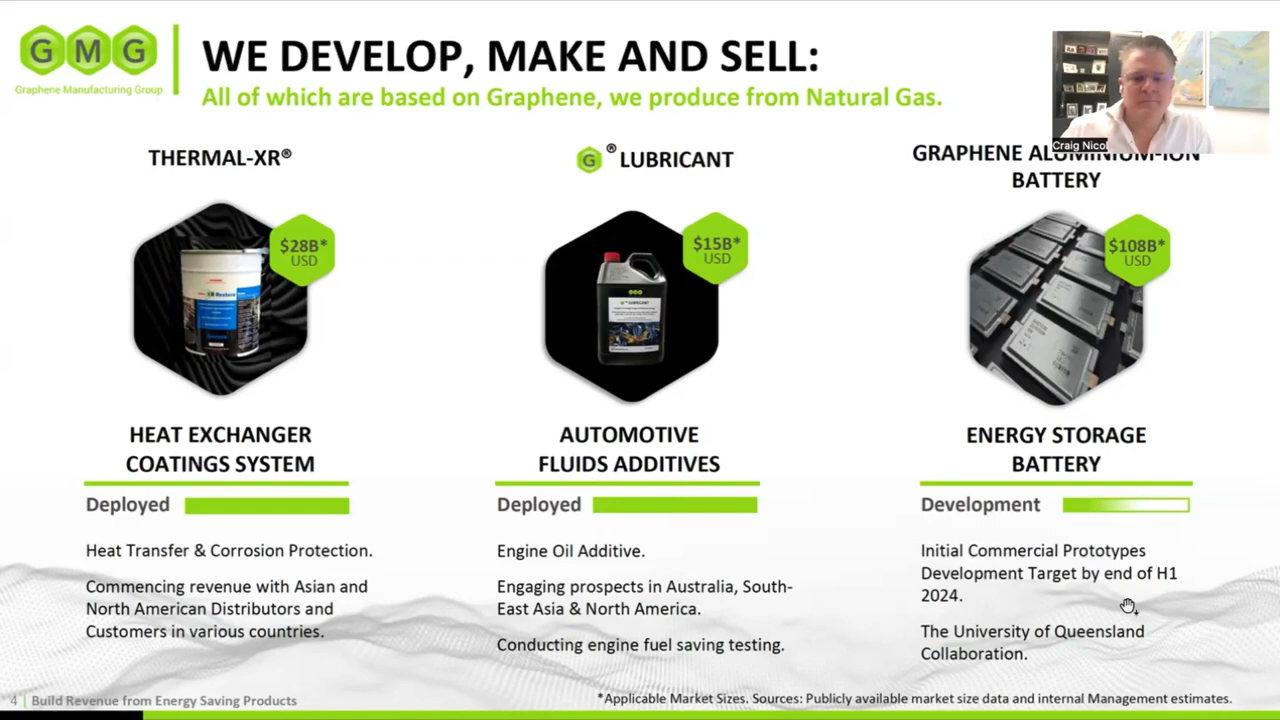 GMG
Graphene Manufacturing Group
WE DEVELOP, MAKE AND SELL:
All of which are based on Graphene, we produce from Natural Gas.
Craig Nicol
THERMAL-XR®
G ® LUBRICANT
GRAPHENE ALUMINIUM-ION
BATTERY
$28B*
USD
$15B*
USD
$108B*
USD
XR Restore
GMG
G LUBRICANT
HEAT EXCHANGER
COATINGS SYSTEM
Deployed
Heat Transfer & Corrosion Protection.
Commencing revenue with Asian and
North American Distributors and
Customers in various countries.
AUTOMOTIVE
FLUIDS ADDITIVES
Deployed
Engine Oil Additive.
Engaging prospects in Australia, South-
East Asia & North America.
Conducting engine fuel saving testing.
ENERGY STORAGE
BATTERY
Development
Initial Commercial Prototypes
Development Target by end of H1
2024.
The University of Queensland
Collaboration.
4 | Build Revenue from Energy Saving Products
*Applicable Market Sizes. Sources: Publicly available market size data and internal Management estimates.